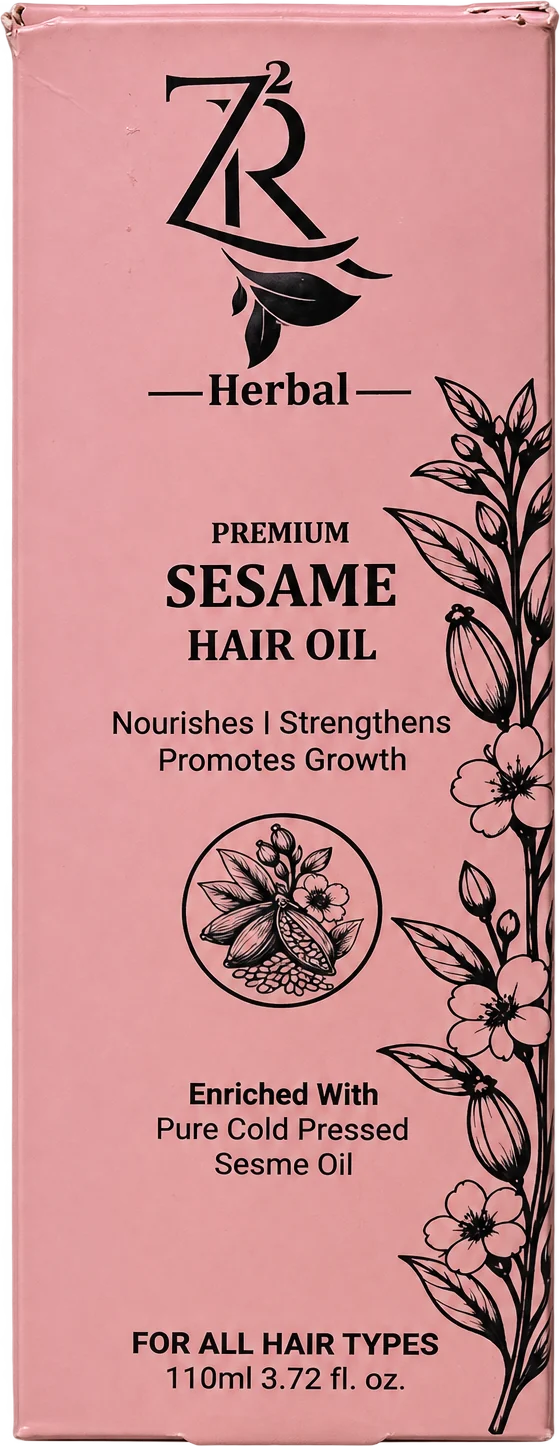 ZR²
Herbal
PREMIUM
SESAME
HAIR OIL
Nourishes | Strengthens
Promotes Growth
Enriched With
Pure Cold Pressed
Sesme Oil
FOR ALL HAIR TYPES
110ml 3.72 fl. oz.